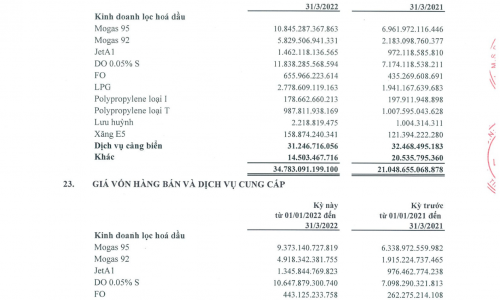 31/3/2022 31/3/2021
Kinh doanh lọc hoá dầu
Mogas 95 10.845.287.367.863 6.961.972.116.446
Mogas 92 5.829.506.941.331 2.183.098.760.377
JetA1 1.462.118.136.565 972.118.585.810
DO 0.05% S 11.838.285.568.594 7.174.118.538.211
FO 655.966.223.614 435.269.608.691
LPG 2.778.609.119.163 1.941.167.639.683
Polypropylene loại I 178.662.660.213 197.911.948.898
Polypropylene loại T 987.811.938.169 1.007.595.043.628
Lưu huỳnh 2.218.819.475 1.004.314.311
Xăng E5 158.874.240.341 121.394.222.280
Dịch vụ cảng biển 31.246.716.056 32.468.495.183
Khác 14.503.467.716 20.535.795.360
34.783.091.199.100 21.048.655.068.878
23. GIÁ VỐN HÀNG BÁN VÀ DỊCH VỤ CUNG CẤP
Kỳ này Kỳ trước
từ 01/01/2022 đến từ 01/01/2021 đến
31/3/2022 31/3/2021
Kinh doanh lọc hoá dầu
Mogas 95 9.373.140.727.819 6.338.972.559.982
Mogas 92 4.918.342.381.755 1.915.224.737.465
JetA1 1.345.844.769.823 976.462.774.238
DO 0.05% S 10.647.879.300.740 7.098.290.321.813
FO 443.125.233.758 262.275.214.108